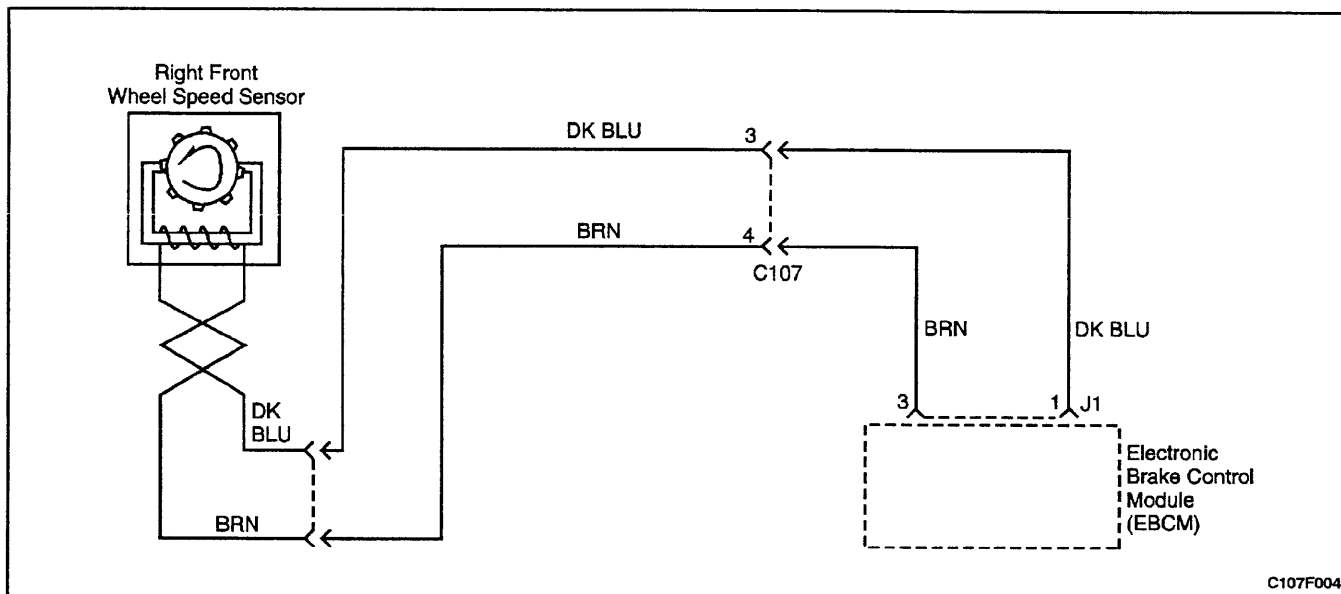 Right Front
Wheel Speed Sensor
DK BLU
3
BRN
4
C107
BRN
DK BLU
3
1
J1
DK
BLU
BRN
Electronic
Brake Control
Module
(EBCM)
C107F004